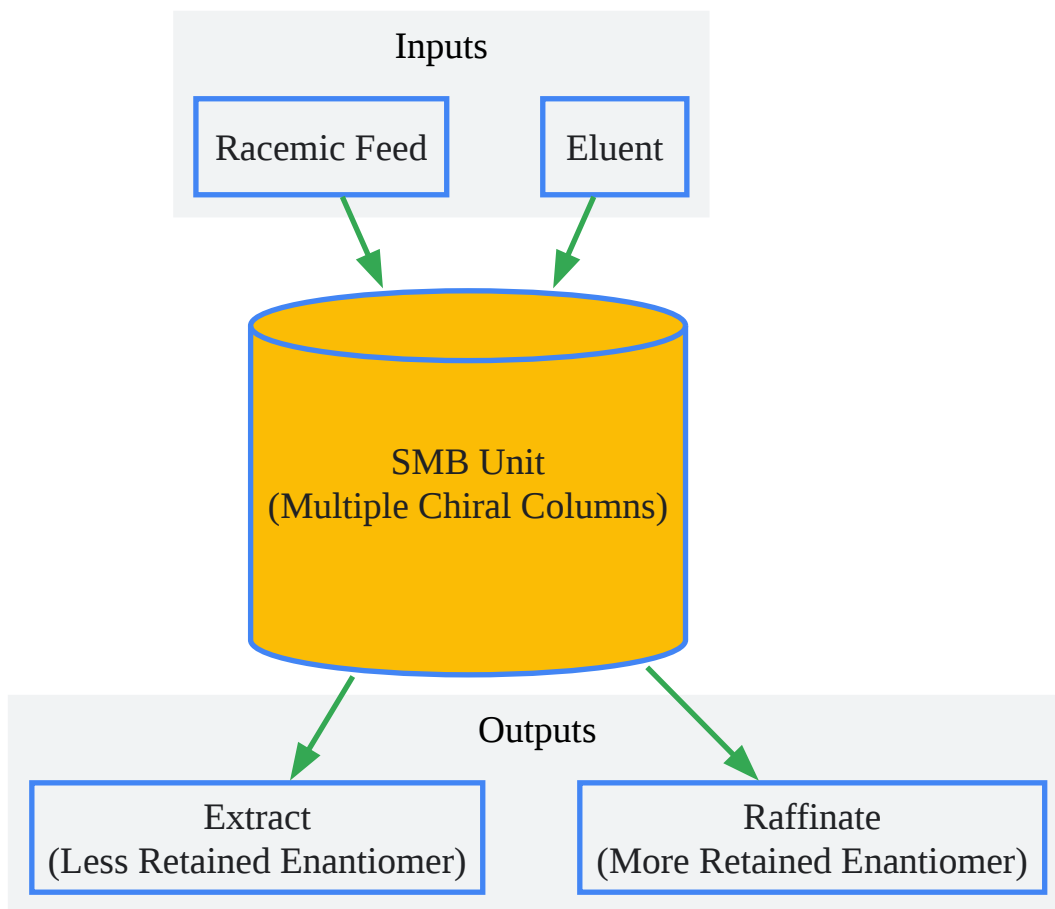 Inputs
Racemic Feed
Eluent
SMB Unit
(Multiple Chiral Columns)
Outputs
Extract
(Less Retained Enantiomer)
Raffinate
(More Retained Enantiomer)